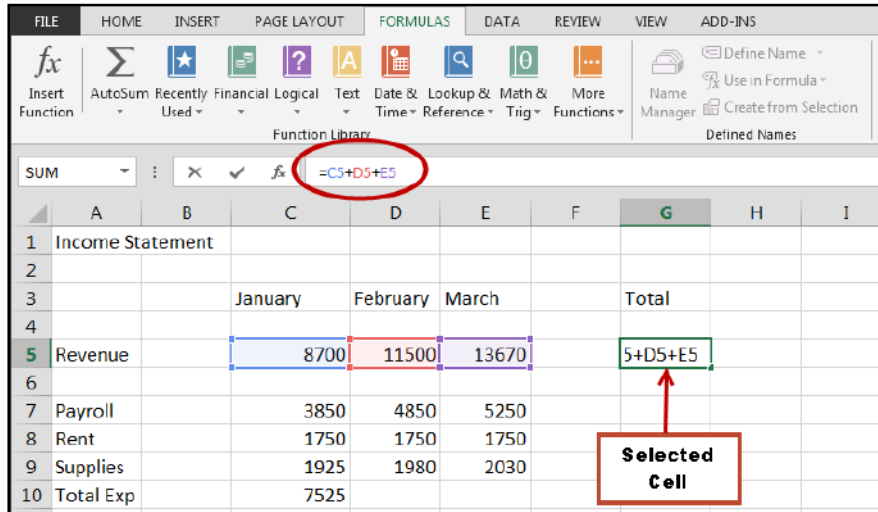 FILE HOME INSERT PAGE LAYOUT FORMULAS DATA REVIEW VIEW ADD-INS
fx Σ ? A θ ... Define Name
Use in Formula
Insert AutoSum Recently Financial Logical Text Date & Lookup & Math & More Name
Function Used Time Reference Trig Functions Manager Create from Selection
Function Library Defined Names
SUM fx =C5+D5+E5
A B C D E F G H I
1 Income Statement
2
3 January February March Total
4
5 Revenue 8700 11500 13670 5+D5+E5
6
7 Payroll 3850 4850 5250
8 Rent 1750 1750 1750
9 Supplies 1925 1980 2030
10 Total Exp 7525
Selected
Cell